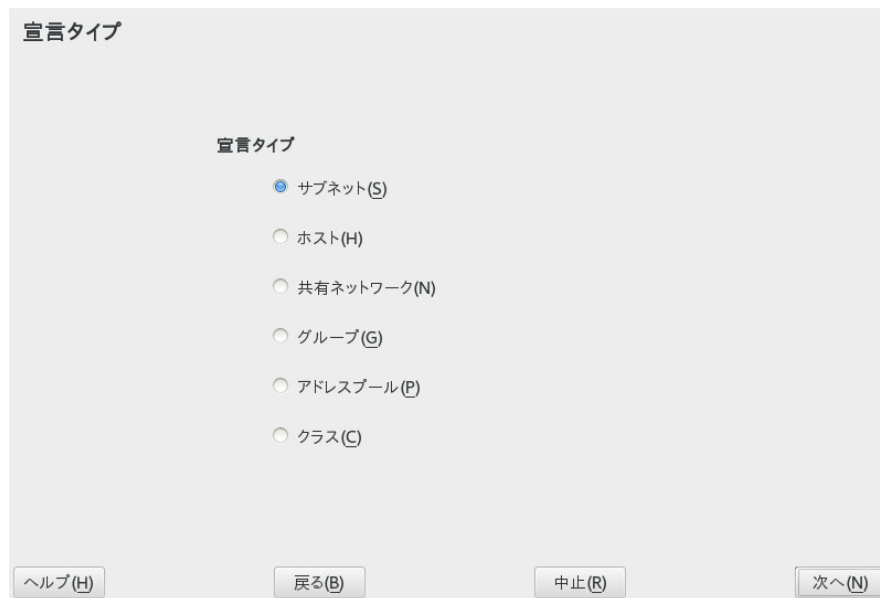 宣言タイプ
宣言タイプ
サブネット(S)
ホスト(H)
共有ネットワーク(N)
グループ(G)
アドレスプール(P)
クラス(C)
ヘルプ(H)
戻る(B)
中止(R)
次へ(N)